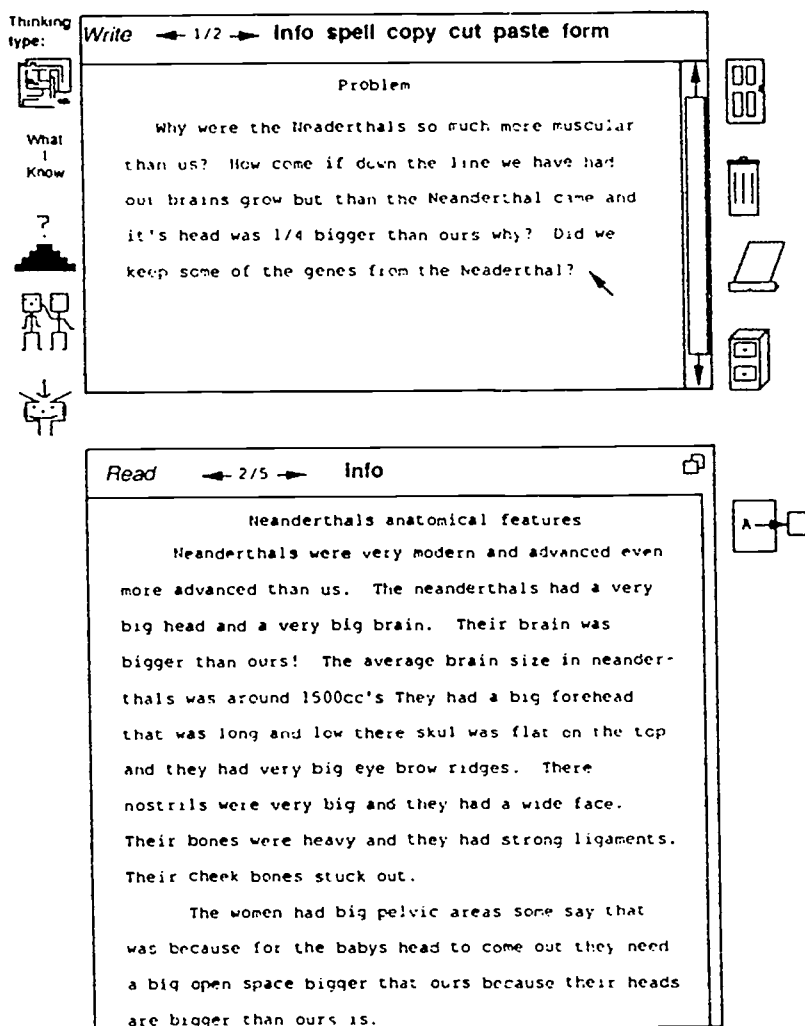 Thinking
type:
Write 1/2 Info spell copy cut paste form
Problem
Why were the Neaderthals so much more muscular
than us? How come if down the line we have had
our brains grow but than the Neanderthal came and
it's head was 1/4 bigger than ours why? Did we
keep some of the genes from the Neaderthal?
What
I
Know
?
Read 2/5 Info
Neanderthals anatomical features
Neanderthals were very modern and advanced even
more advanced than us. The neanderthals had a very
big head and a very big brain. Their brain was
bigger than ours! The average brain size in neander-
thals was around 1500cc's They had a big forehead
that was long and low there skul was flat on the top
and they had very big eye brow ridges. There
nostrils were very big and they had a wide face.
Their bones were heavy and they had strong ligaments.
Their cheek bones stuck out.
The women had big pelvic areas some say that
was because for the babys head to come out they need
a big open space bigger that ours because their heads
are bigger than ours is.
A